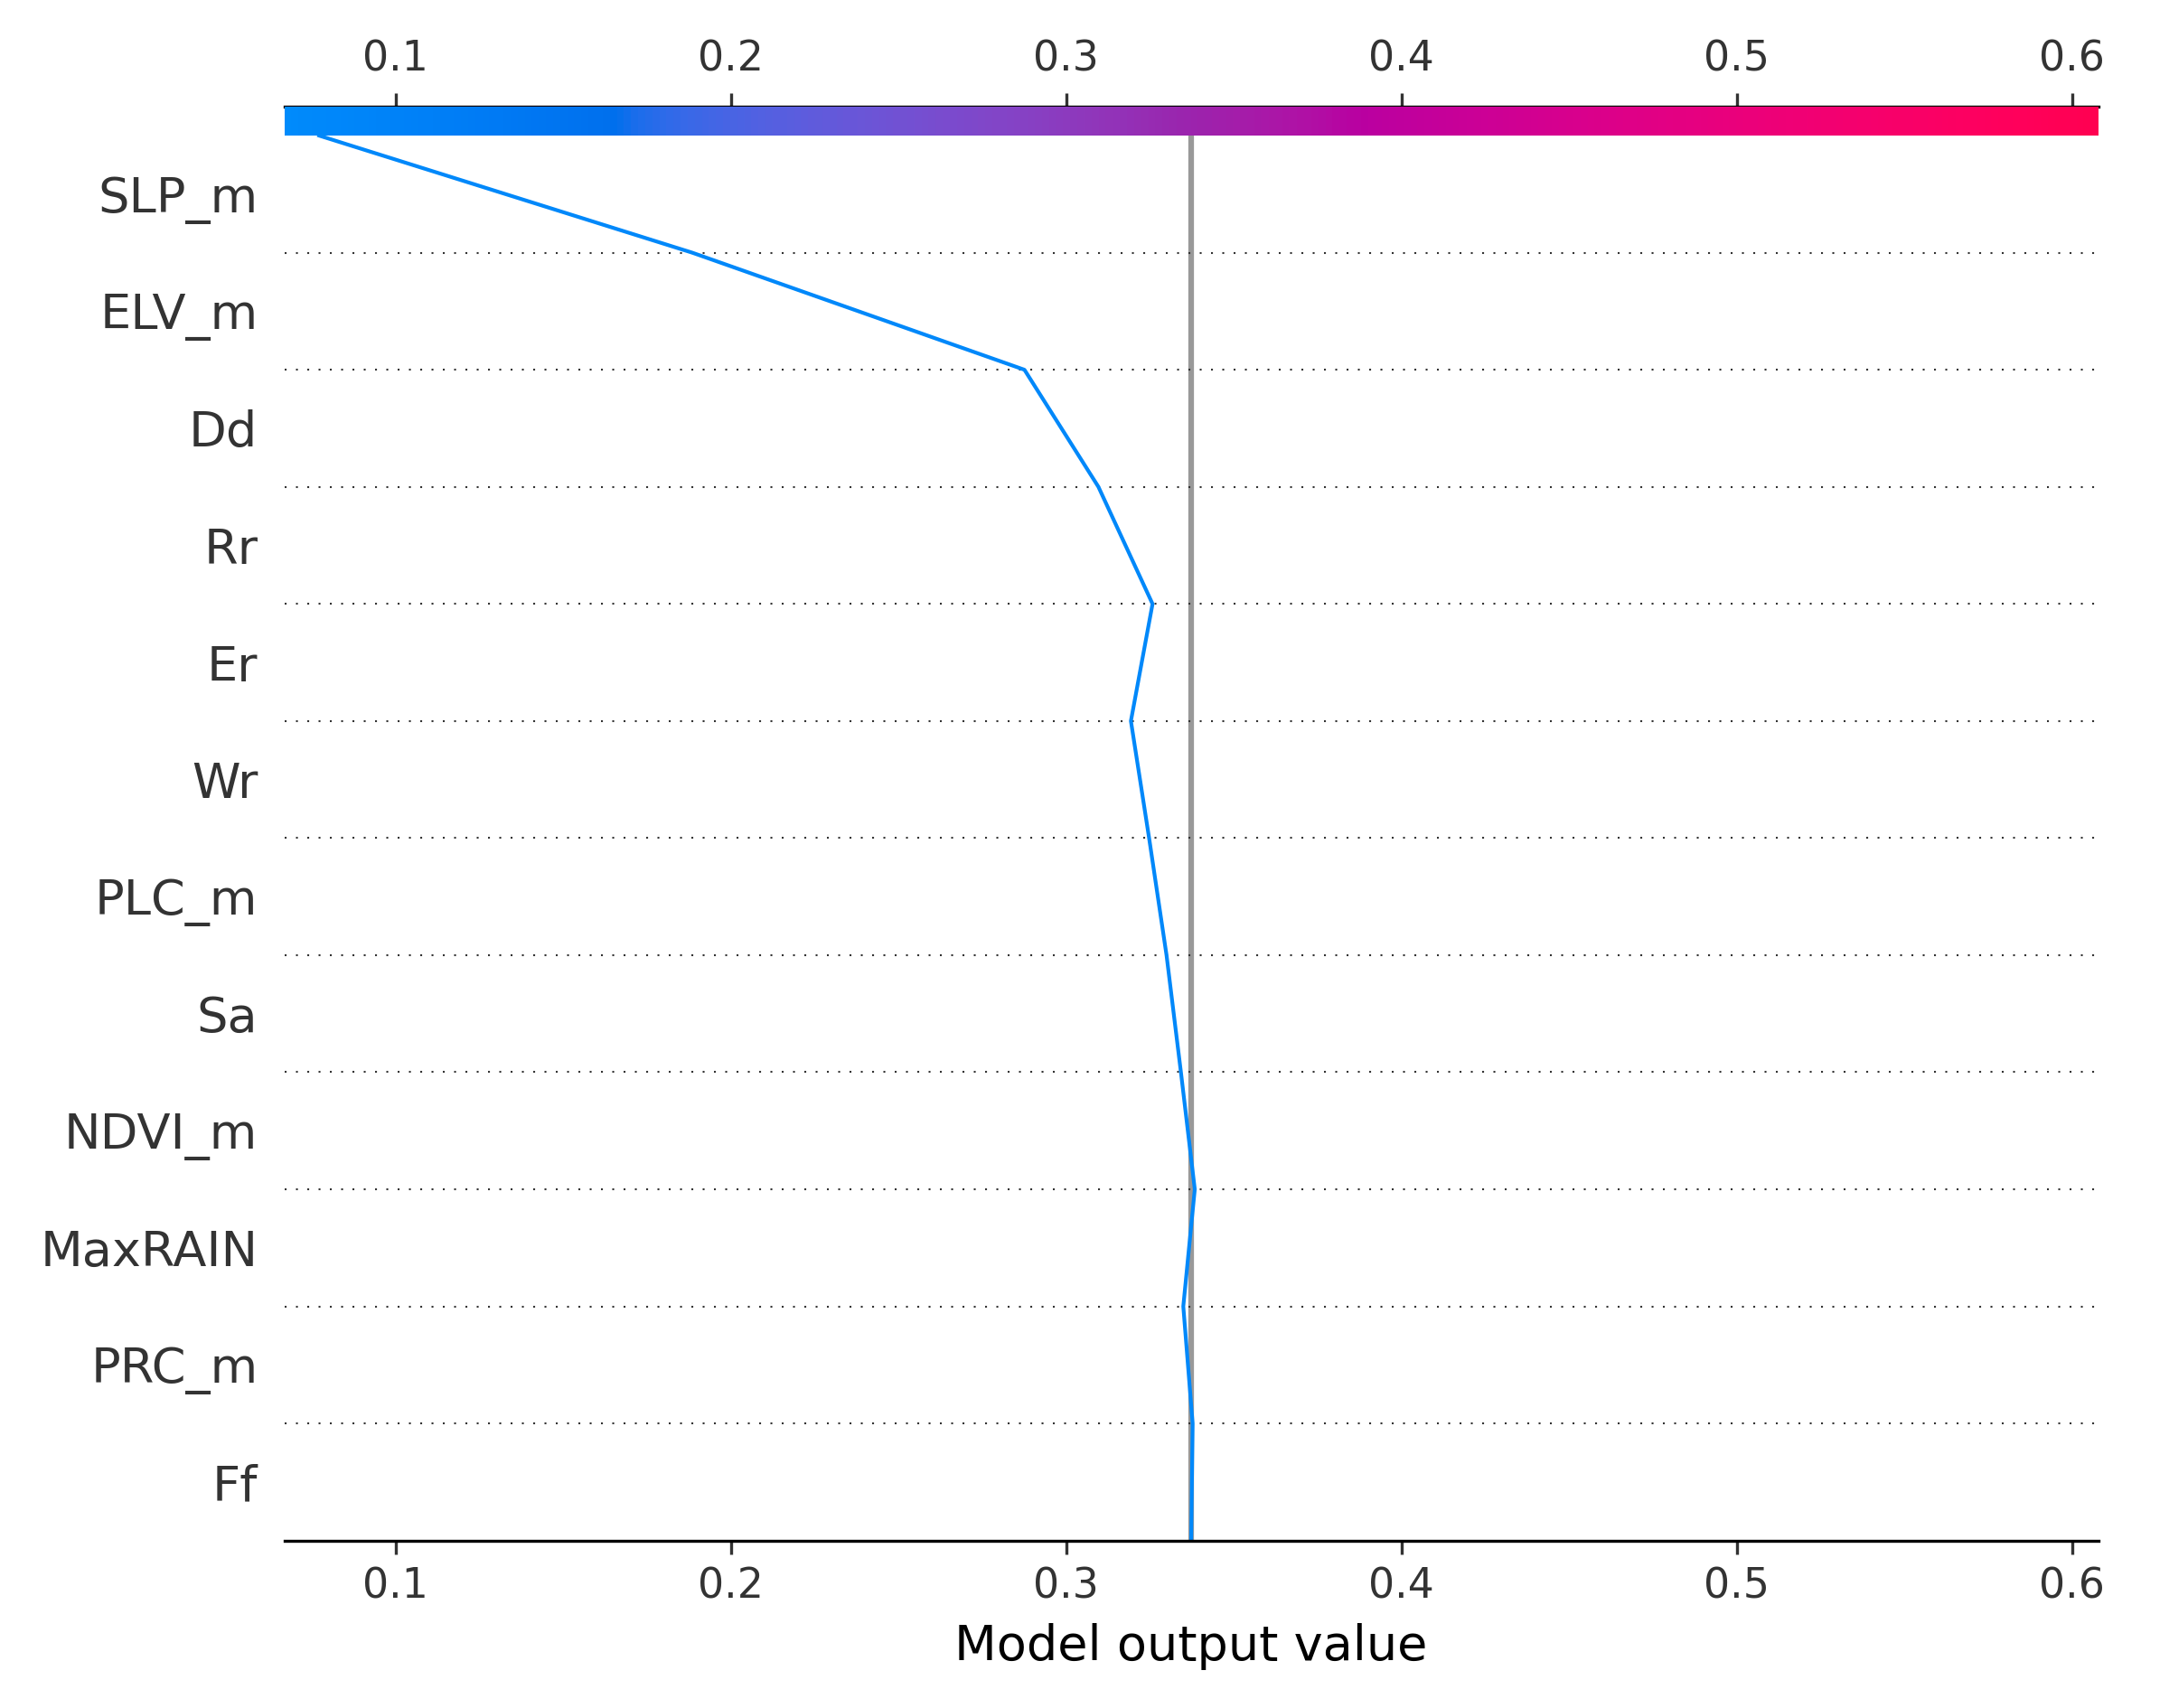 0.1 0.2 0.3 0.4 0.5 0.6
SLP_m
ELV_m
Dd
Rr
Er
Wr
PLC_m
Sa
NDVI_m
MaxRAIN
PRC_m
Ff
0.1 0.2 0.3 0.4 0.5 0.6
Model output value